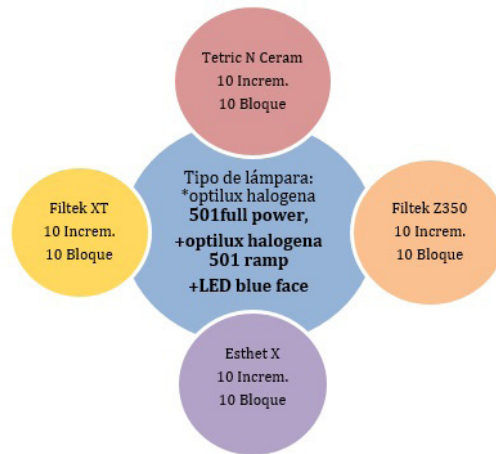 Tetric N Ceram
10 Increm.
10 Bloque
Tipo de lámpara:
*optilux halogena
501full power,
+optilux halogena
501 ramp
+LED blue face
Filtek XT
10 Increm.
10 Bloque
Filtek Z350
10 Increm.
10 Bloque
Esthet X
10 Increm.
10 Bloque